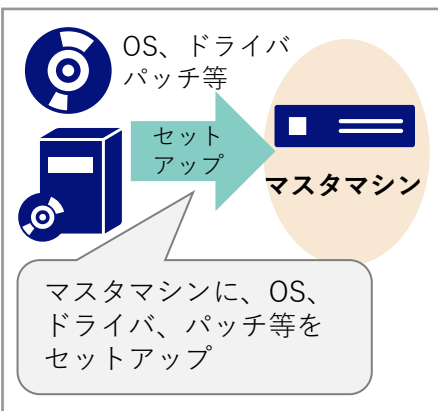 OS、ドライバ
パッチ等
セット
アップ
マスタマシン
マスタマシンに、OS、
ドライバ、パッチ等を
セットアップ